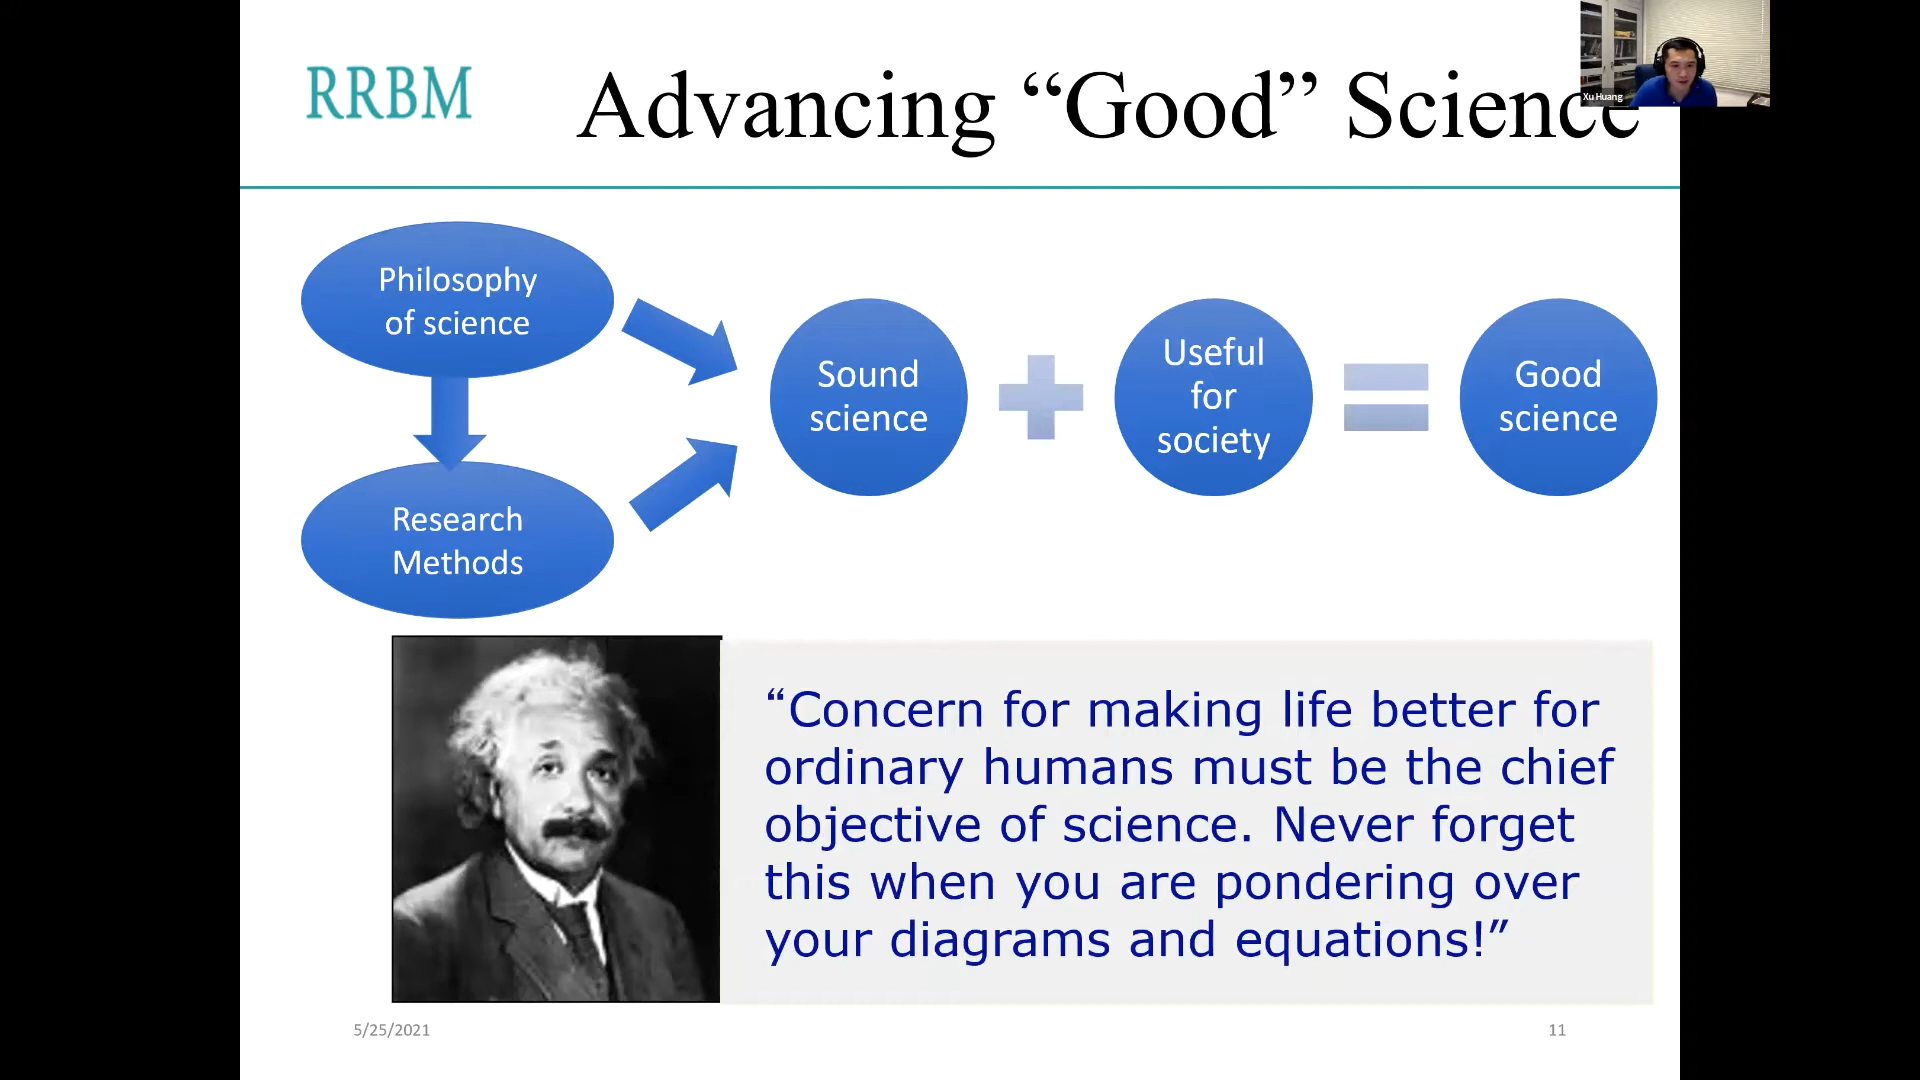 RRBM
Advancing “Good” Science
Xu Huang
Philosophy
of science
Research
Methods
Sound
science
Useful
for
society
Good
science
“Concern for making life better for
ordinary humans must be the chief
objective of science. Never forget
this when you are pondering over
your diagrams and equations!”
5/25/2021
11